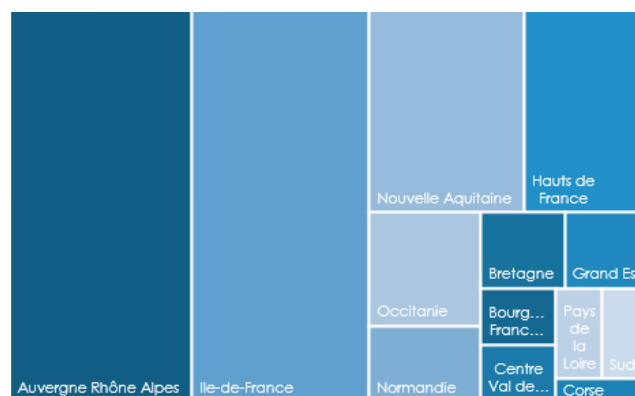 Auvergne Rhône Alpes
Ile-de-France
Nouvelle Aquitaine
Hauts de
France
Occitanie
Normandie
Bretagne
Grand Es
Bourg...
Franc...
Centre
Val de...
Pays
de
la
Loire
Sud
Corse